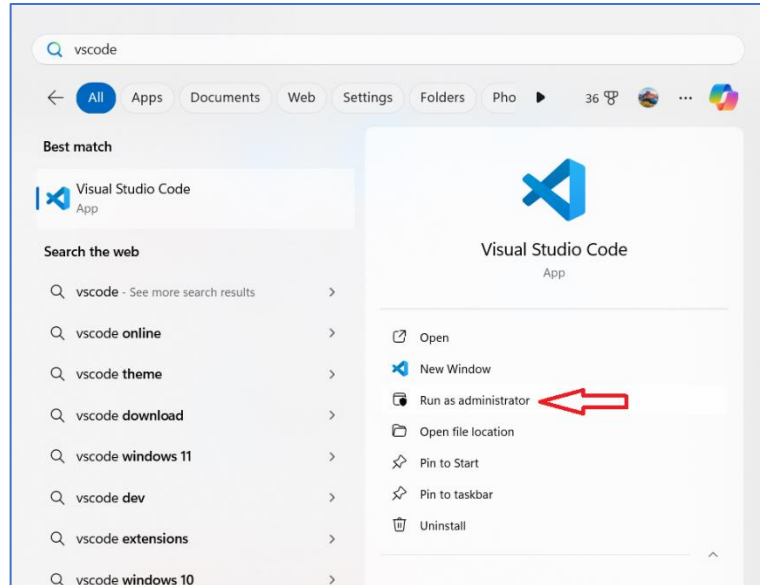 vscode
All Apps Documents Web Settings Folders Pho 36 ...
Best match
Visual Studio Code
App
Search the web
vscode - See more search results
vscode online
vscode theme
vscode download
vscode windows 11
vscode dev
vscode extensions
vscode windows 10
Visual Studio Code
App
Open
New Window
Run as administrator
Open file location
Pin to Start
Pin to taskbar
Uninstall